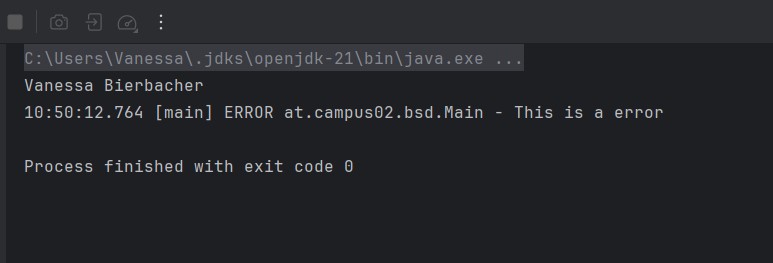 C:\Users\Vanessa\.jdks\openjdk-21\bin\java.exe ...
Vanessa Bierbacher
10:50:12.764 [main] ERROR at.campus02.bsd.Main - This is a error
Process finished with exit code 0